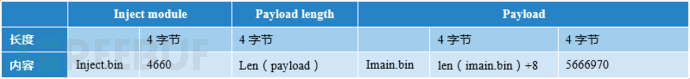 Inject module Payload length Payload
长度 4 字节 4 字节 4 字节 4 字节
内容 Inject.bin 4660 Len（payload） Imain.bin len（imain.bin）+8 5666970
REEBUF